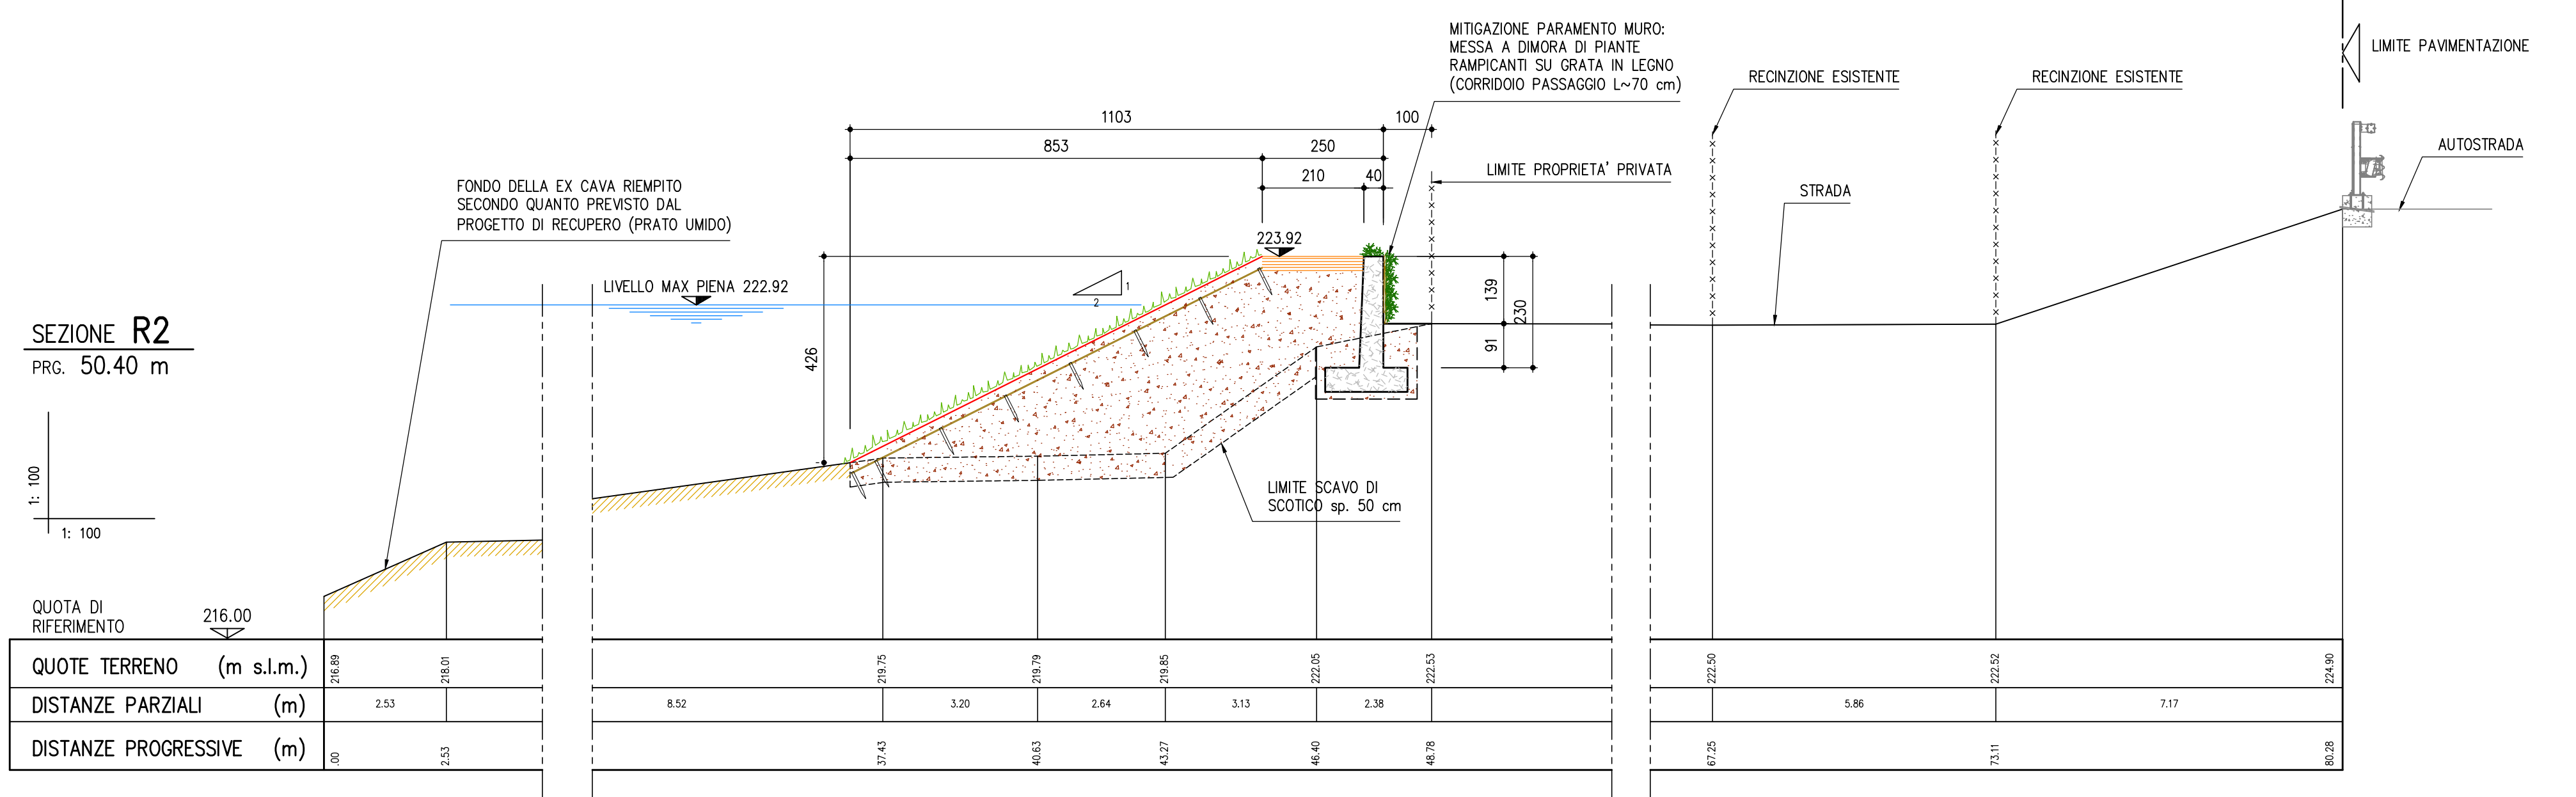 MITIGAZIONE PARAMENTO MURO:
MESSA A DIMORA DI PIANTE
RAMPICANTI SU GRATA IN LEGNO
(CORRIDOIO PASSAGGIO L~70 cm)
LIMITE PAVIMENTAZIONE
RECINZIONE ESISTENTE
RECINZIONE ESISTENTE
1103
100
853
250
AUTOSTRADA
LIMITE PROPRIETA' PRIVATA
210
40
STRADA
FONDO DELLA EX CAVA RIEMPITO
SECONDO QUANTO PREVISTO DAL
PROGETTO DI RECUPERO (PRATO UMIDO)
223.92
LIVELLO MAX PIENA 222.92
1
2
139
230
91
426
SEZIONE R2
PRG. 50.40 m
LIMITE SCAVO DI
SCOTICO sp. 50 cm
1: 100
1: 100
QUOTA DI
RIFERIMENTO
216.00
QUOTE TERRENO (m s.l.m.) 216.89 218.01 219.75 219.79 219.85 222.05 222.53 222.50 222.52 224.90
DISTANZE PARZIALI (m) 2.53 8.52 3.20 2.64 3.13 2.38 5.86 7.17
DISTANZE PROGRESSIVE (m) .00 2.53 37.43 40.63 43.27 46.40 48.78 67.25 73.11 80.28